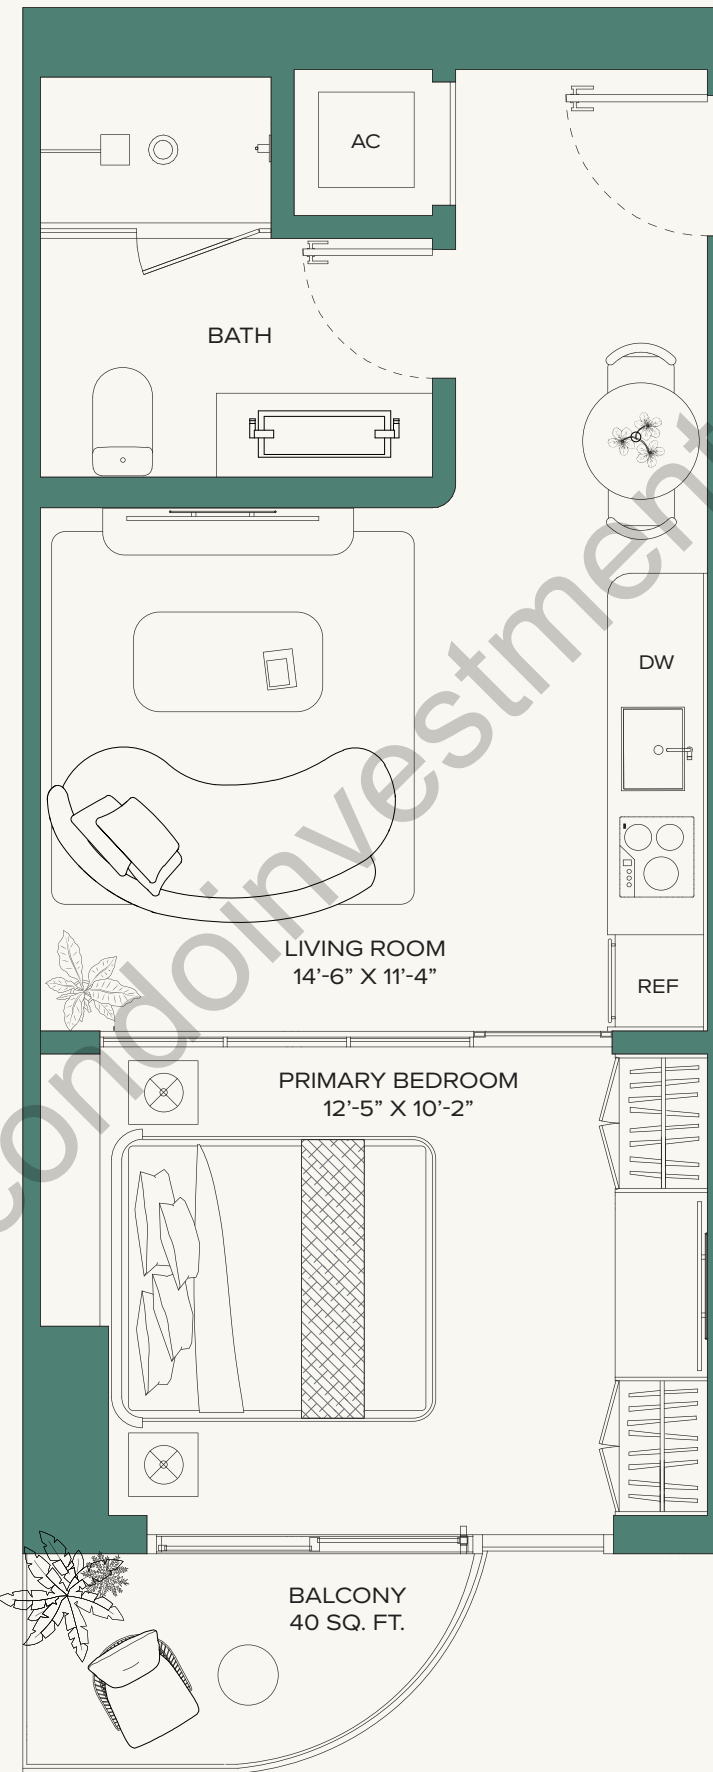 AC
BATH
DW
LIVING ROOM
14'-6" X 11'-4"
REF
PRIMARY BEDROOM
12'-5" X 10'-2"
BALCONY
40 SQ. FT.
condoinvestment